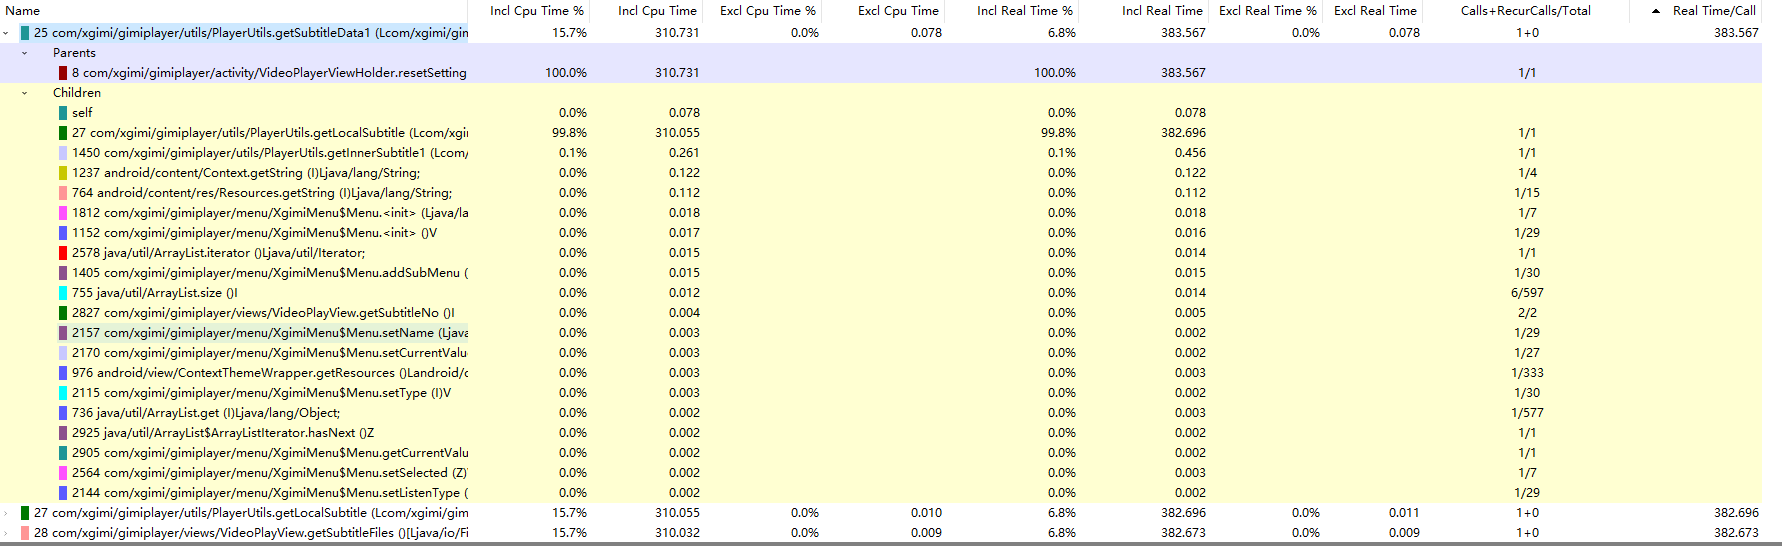 Name Incl Cpu Time % Incl Cpu Time Excl Cpu Time % Excl Cpu Time Incl Real Time % Incl Real Time Excl Real Time % Excl Real Time Calls+RecurCalls/Total Real Time/Call
25 com/xgimi/gimiplayer/utils/PlayerUtils.getSubtitleData1 (Lcom/xgimi/gin 15.7% 310.731 0.0% 0.078 6.8% 383.567 0.0% 0.078 1+0 383.567
Parents
8 com/xgimi/gimiplayer/activity/VideoPlayerViewHolder.resetSetting 100.0% 310.731 100.0% 383.567 1/1
Children
self 0.0% 0.078 0.0% 0.078
27 com/xgimi/gimiplayer/utils/PlayerUtils.getLocalSubtitle (Lcom/xgi 99.8% 310.055 99.8% 382.696 1/1
1450 com/xgimi/gimiplayer/utils/PlayerUtils.getInnerSubtitle1 (Lcom/ 0.1% 0.261 0.1% 0.456 1/1
1237 android/content/Context.getString (I)Ljava/lang/String; 0.0% 0.122 0.0% 0.122 1/4
764 android/content/res/Resources.getString (I)Ljava/lang/String; 0.0% 0.112 0.0% 0.112 1/15
1812 com/xgimi/gimiplayer/menu/XgimiMenu$Menu.<init> (Ljava/la 0.0% 0.018 0.0% 0.018 1/7
1152 com/xgimi/gimiplayer/menu/XgimiMenu$Menu.<init> ()V 0.0% 0.017 0.0% 0.016 1/29
2578 java/util/ArrayList.iterator ()Ljava/util/Iterator; 0.0% 0.015 0.0% 0.014 1/1
1405 com/xgimi/gimiplayer/menu/XgimiMenu$Menu.addSubMenu ( 0.0% 0.015 0.0% 0.015 1/30
755 java/util/ArrayList.size ()I 0.0% 0.012 0.0% 0.014 6/597
2827 com/xgimi/gimiplayer/views/VideoPlayView.getSubtitleNo ()I 0.0% 0.004 0.0% 0.005 2/2
2157 com/xgimi/gimiplayer/menu/XgimiMenu$Menu.setName (Ljava 0.0% 0.003 0.0% 0.002 1/29
2170 com/xgimi/gimiplayer/menu/XgimiMenu$Menu.setCurrentValu 0.0% 0.003 0.0% 0.002 1/27
976 android/view/ContextThemeWrapper.getResources ()Landroid/c 0.0% 0.003 0.0% 0.003 1/333
2115 com/xgimi/gimiplayer/menu/XgimiMenu$Menu.setType (I)V 0.0% 0.003 0.0% 0.002 1/30
736 java/util/ArrayList.get (I)Ljava/lang/Object; 0.0% 0.002 0.0% 0.003 1/577
2925 java/util/ArrayList$ArrayListIterator.hasNext ()Z 0.0% 0.002 0.0% 0.002 1/1
2905 com/xgimi/gimiplayer/menu/XgimiMenu$Menu.getCurrentValu 0.0% 0.002 0.0% 0.002 1/1
2564 com/xgimi/gimiplayer/menu/XgimiMenu$Menu.setSelected (Z) 0.0% 0.002 0.0% 0.003 1/7
2144 com/xgimi/gimiplayer/menu/XgimiMenu$Menu.setListenType ( 0.0% 0.002 0.0% 0.002 1/29
27 com/xgimi/gimiplayer/utils/PlayerUtils.getLocalSubtitle (Lcom/xgimi/gim 15.7% 310.055 0.0% 0.010 6.8% 382.696 0.0% 0.011 1+0 382.696
28 com/xgimi/gimiplayer/views/VideoPlayView.getSubtitleFiles ()[Ljava/io/Fi 15.7% 310.032 0.0% 0.009 6.8% 382.673 0.0% 0.009 1+0 382.673